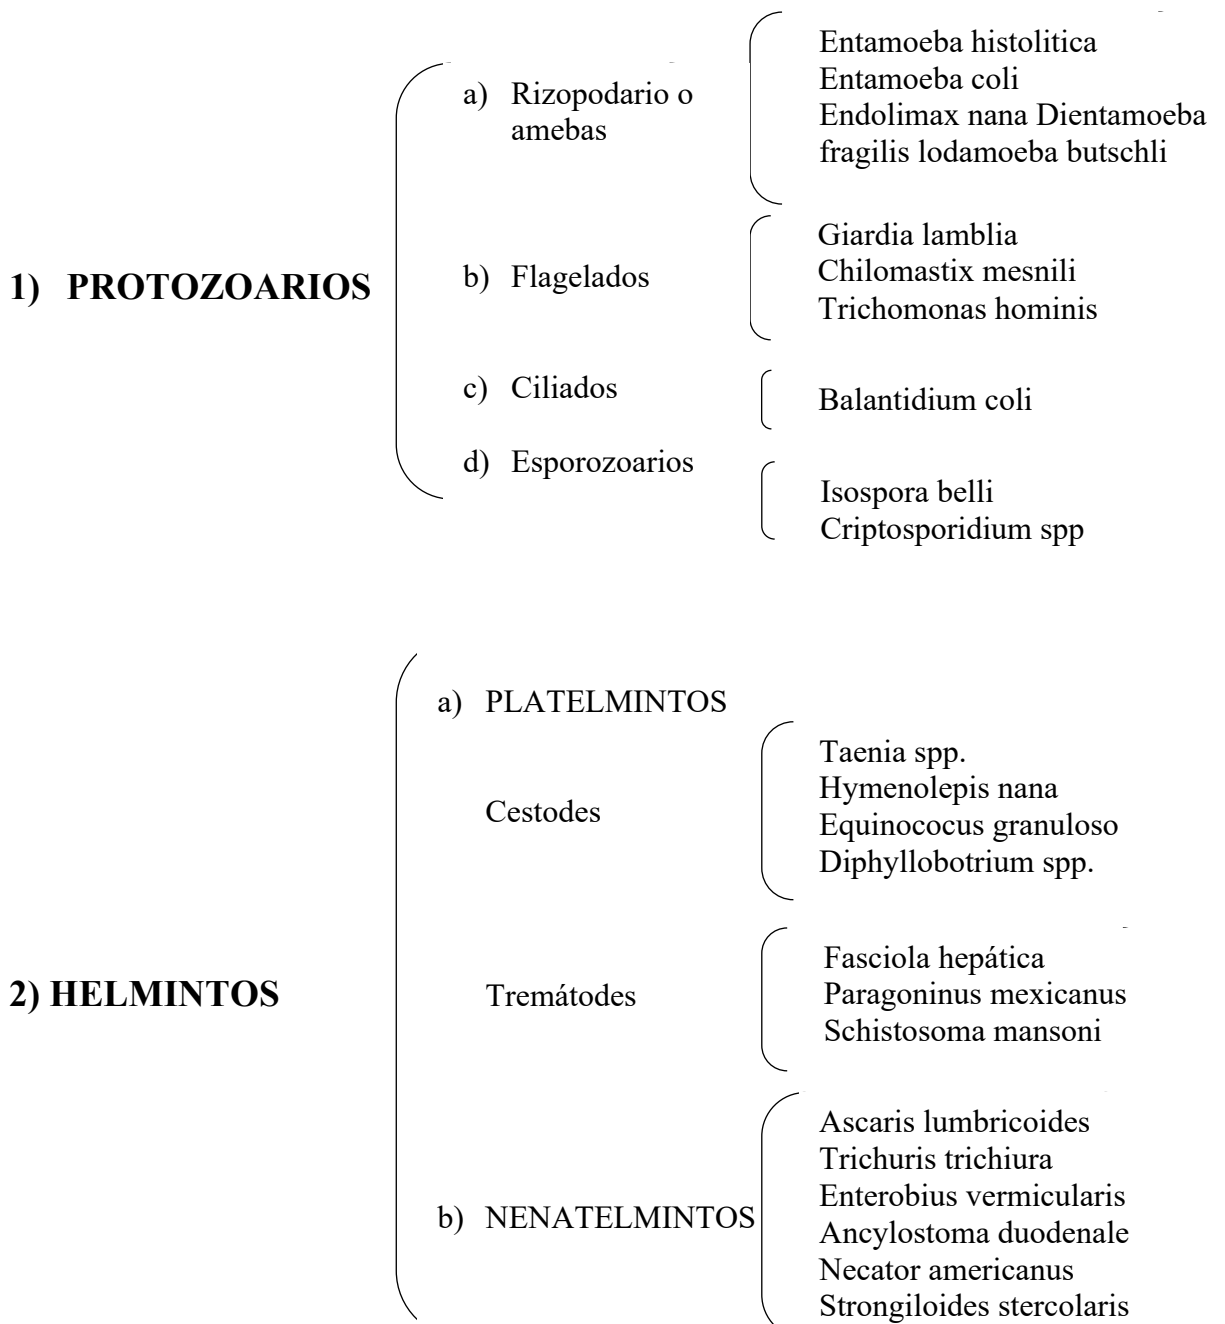 Entamoeba histolitica
Entamoeba coli
a) Rizopodario o
amebas
Endolimax nana Dientamoeba
fragilis lodamoeba butschli
1) PROTOZOARIOS
b) Flagelados
Giardia lamblia
Chilomastix mesnili
Trichomonas hominis
c) Ciliados
Balantidium coli
d) Esporozoarios
Isospora belli
Criptosporidium spp
2) HELMINTOS
a) PLATELMINTOS
Cestodes
Taenia spp.
Hymenolepis nana
Equinococus granuloso
Diphyllobotrium spp.
Tremátodes
Fasciola hepática
Paragoninus mexicanus
Schistosoma mansoni
b) NENATELMINTOS
Ascaris lumbricoides
Trichuris trichiura
Enterobius vermicularis
Ancylostoma duodenale
Necator americanus
Strongiloides stercolaris